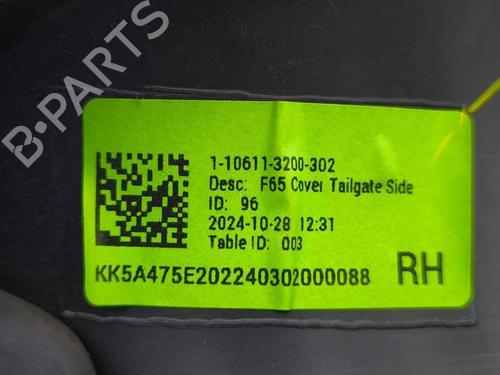 B-PARTS
1-10611-3200-302
Desc: F65 Cover Tailgate Side
ID: 96
2024-10-28 12:31
Table ID: 003
KK5A475E202240302000088 RH